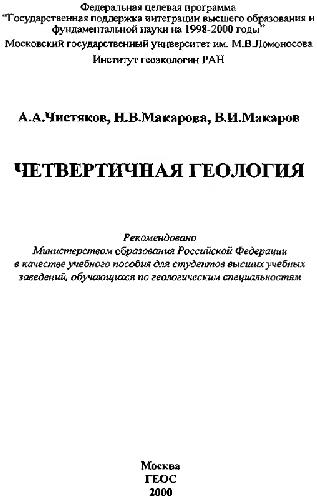 Федеральная целевая программа
"Государственная поддержка интеграции высшего образования и
фундаментальной науки на 1998-2000 годы"
Московский государственный университет им. М.В.Ломоносова
Институт геоэкологии РАН
А.А.Чистяков, Н.В.Макарова, В.И.Макаров
ЧЕТВЕРТИЧНАЯ ГЕОЛОГИЯ
Рекомендовано
Министерством образования Российской Федерации
в качестве учебного пособия для студентов высших учебных
заведений, обучающихся по геологическим специальностям
Москва
ГЕОС
2000